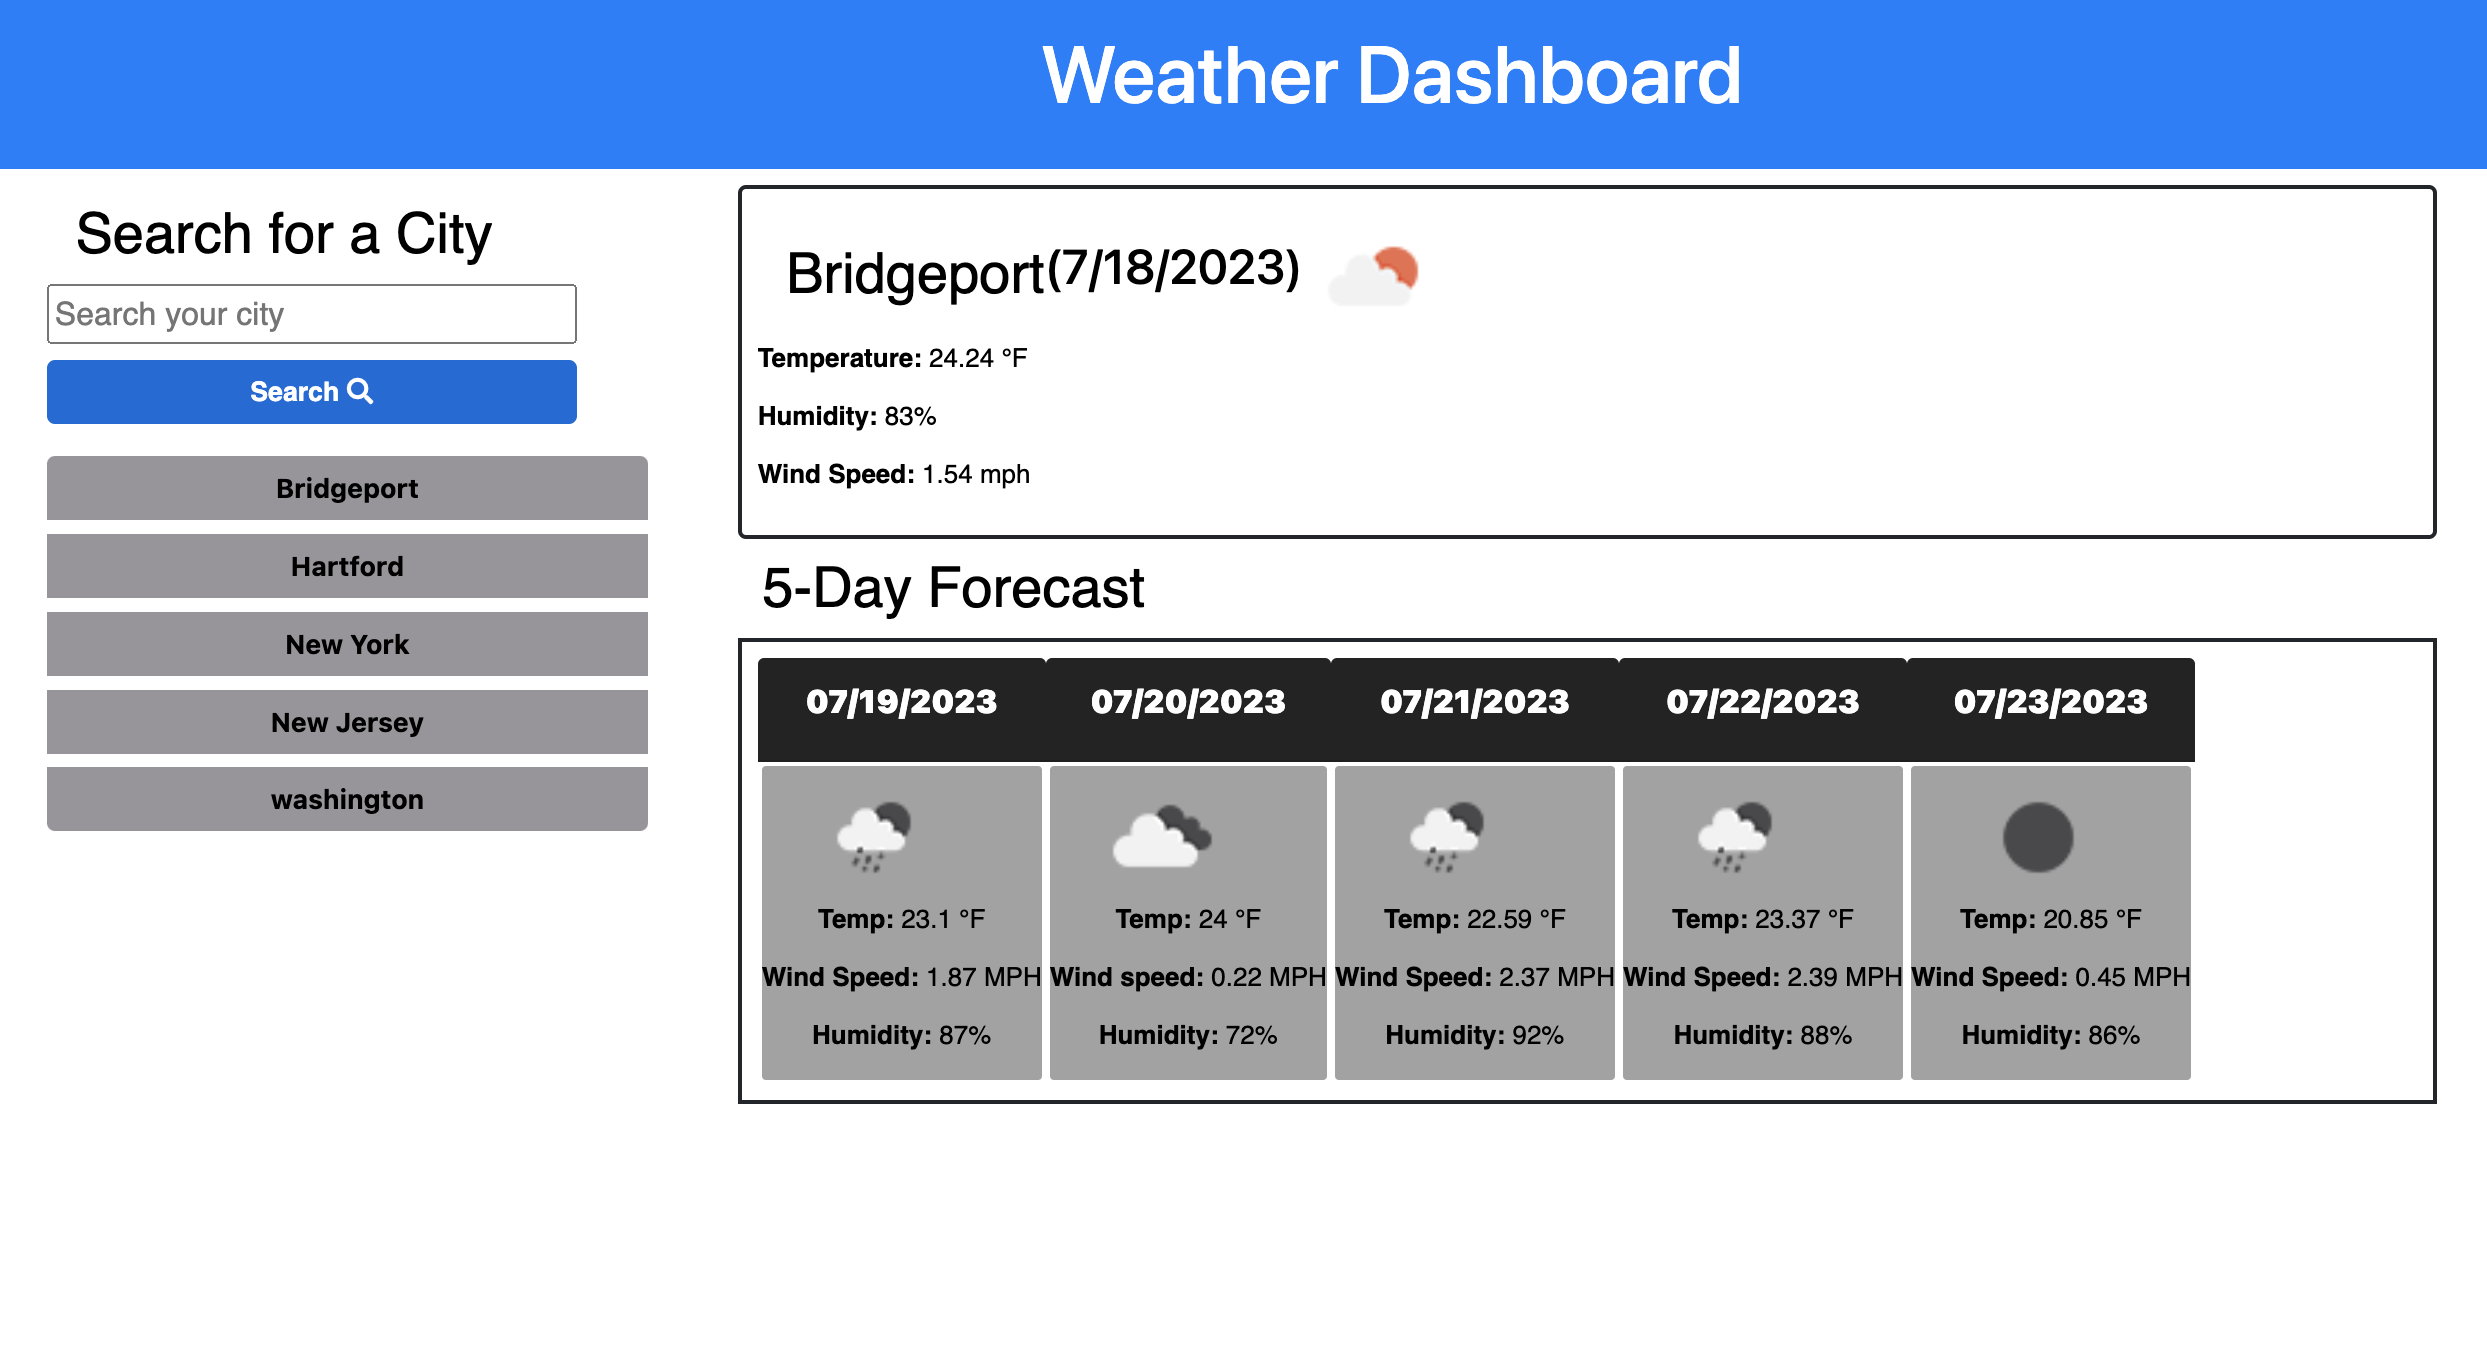 Weather Dashboard
Search for a City
Search your city
Search
Bridgeport
Hartford
New York
New Jersey
washington
Bridgeport(7/18/2023)
Temperature: 24.24 °F
Humidity: 83%
Wind Speed: 1.54 mph
5-Day Forecast
07/19/2023 07/20/2023 07/21/2023 07/22/2023 07/23/2023
Temp: 23.1 °F Temp: 24 °F Temp: 22.59 °F Temp: 23.37 °F Temp: 20.85 °F
Wind Speed: 1.87 MPH Wind speed: 0.22 MPH Wind Speed: 2.37 MPH Wind Speed: 2.39 MPH Wind Speed: 0.45 MPH
Humidity: 87% Humidity: 72% Humidity: 92% Humidity: 88% Humidity: 86%